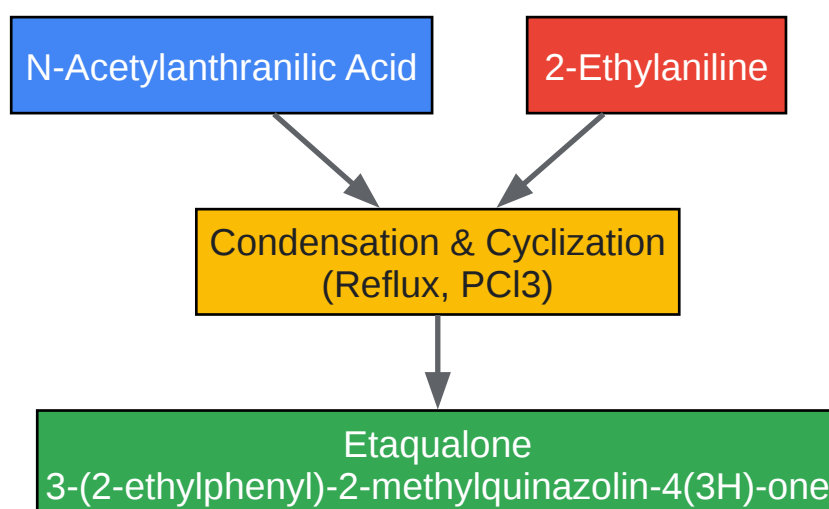 N-Acetylanthranilic Acid
2-Ethylaniline
Condensation & Cyclization
(Reflux, PCl3)
Etaqualone
3-(2-ethylphenyl)-2-methylquinazolin-4(3H)-one